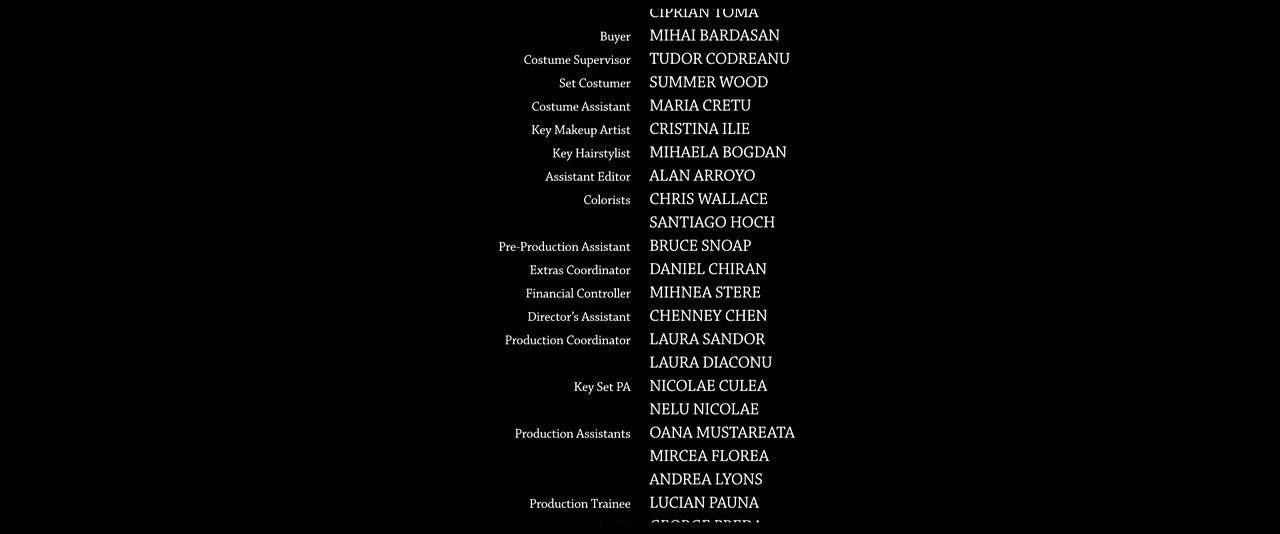 CIPRIAN TOMA
Buyer MIHAI BARDASAN
Costume Supervisor TUDOR CODREANU
Set Costumer SUMMER WOOD
Costume Assistant MARIA CRETU
Key Makeup Artist CRISTINA ILIE
Key Hairstylist MIHAELA BOGDAN
Assistant Editor ALAN ARROYO
Colorists CHRIS WALLACE
SANTIAGO HOCH
Pre-Production Assistant BRUCE SNOAP
Extras Coordinator DANIEL CHIRAN
Financial Controller MIHNEA STERE
Director's Assistant CHENNEY CHEN
Production Coordinator LAURA SANDOR
LAURA DIACONU
Key Set PA NICOLAE CULEA
NELU NICOLAE
Production Assistants OANA MUSTAREATA
MIRCEA FLOREA
ANDREA LYONS
Production Trainee LUCIAN PAUNA
GEORGE PREDA